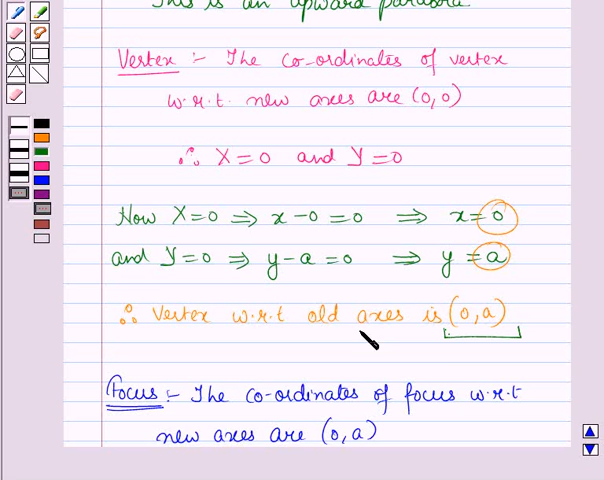 This is an upward parabola
Vertex :- The co-ordinates of vertex
w.r.t. new axes are (0,0)
∴ X=0 and Y=0
Now X=0 ⇒ x-0=0 ⇒ x=0
and Y=0 ⇒ y-a=0 ⇒ y=a
∴ Vertex w.r.t old axes is (0,a)
Focus :- The co-ordinates of focus w.r.t
new axes are (0,a)